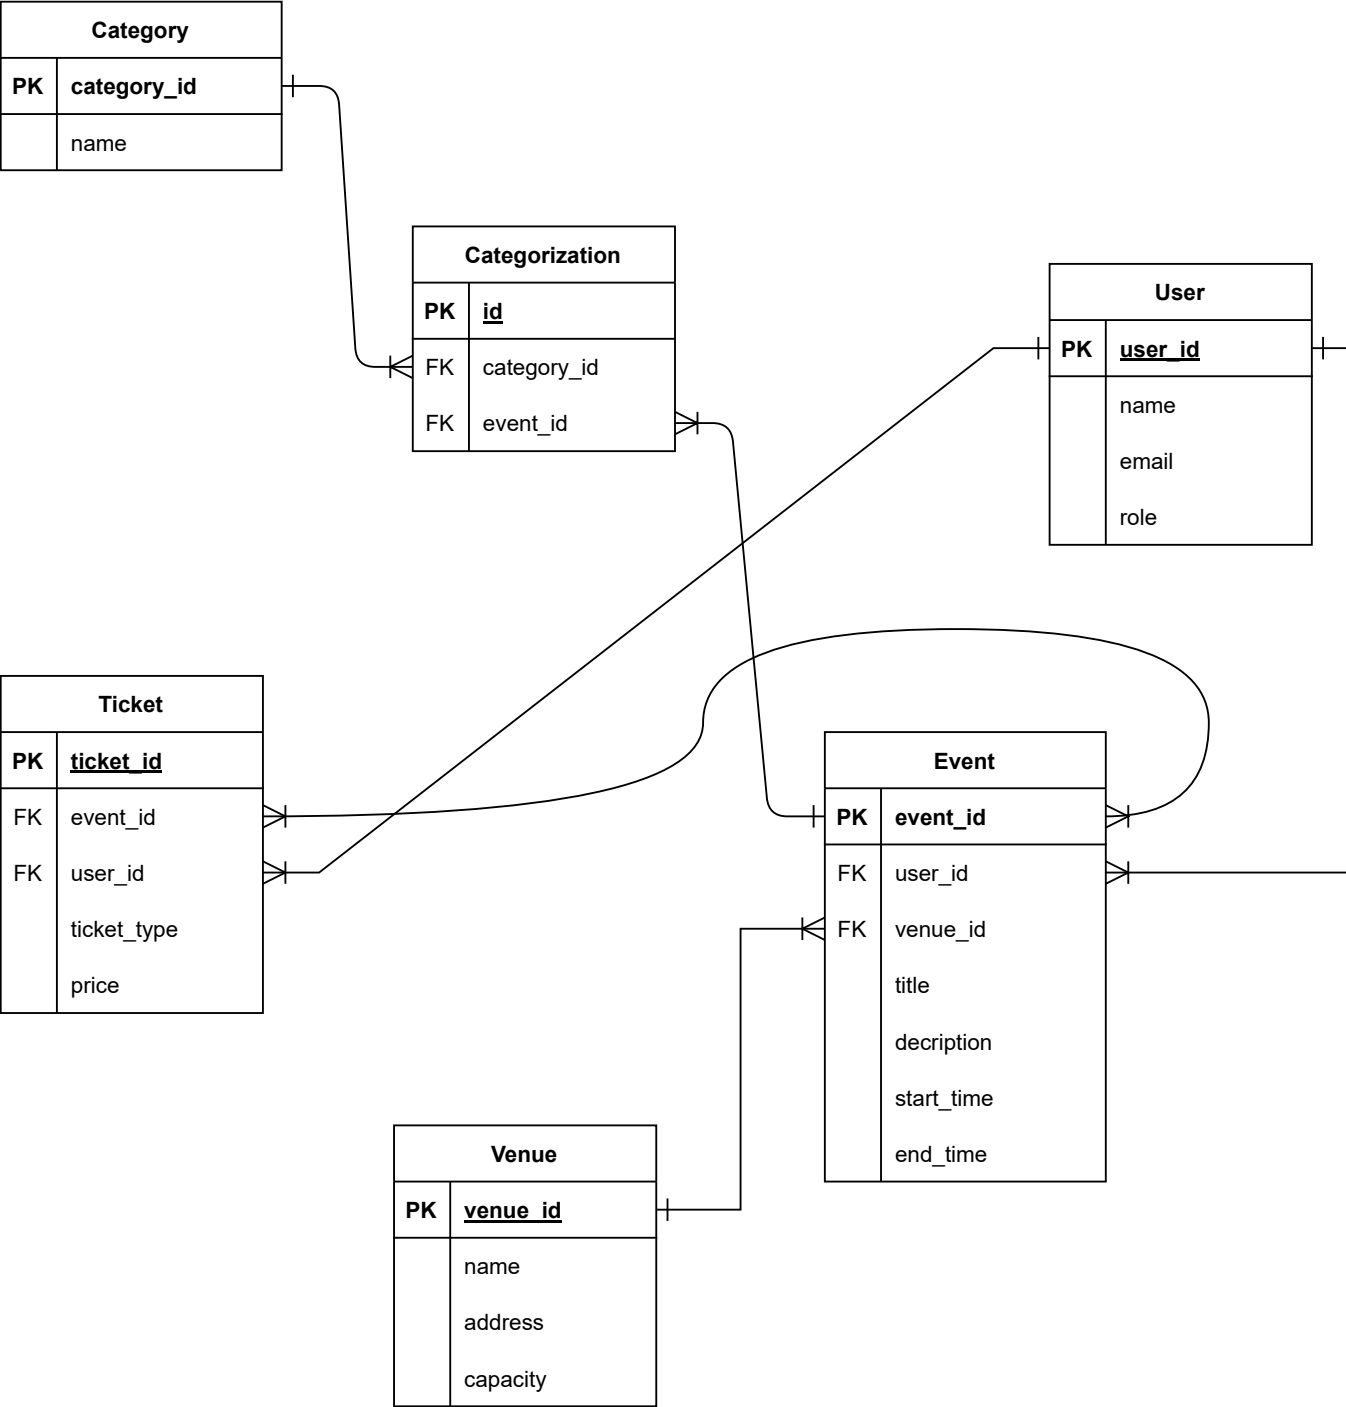 Category
PK category_id
name
Categorization
PK id
FK category_id
FK event_id
User
PK user_id
name
email
role
Ticket
PK ticket_id
FK event_id
FK user_id
ticket_type
price
Event
PK event_id
FK user_id
FK venue_id
title
decription
start_time
end_time
Venue
PK venue_id
name
address
capacity